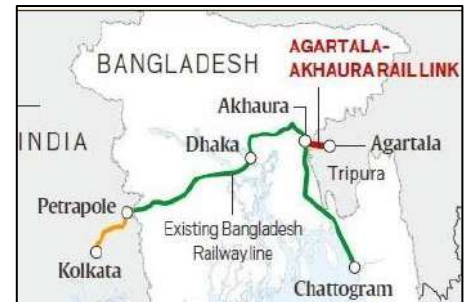 AGARTALA-
AKHAURA RAIL LINK
BANGLADESH
Akhaura
INDIA
Dhaka
Agartala
Tripura
Petrapole
Existing Bangladesh
Railway line
Kolkata
Chattogram